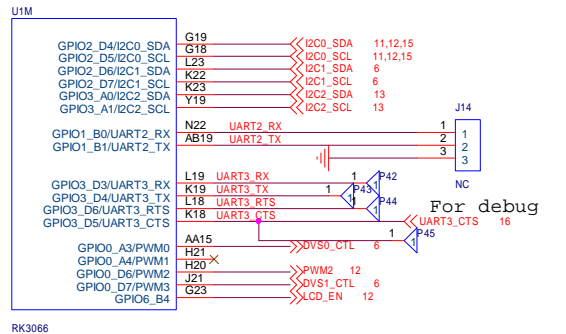 U1M
GPIO2_D4/I2C0_SDA G19 I2C0_SDA 11,12,15
GPIO2_D5/I2C0_SCL G18 I2C0_SCL 11,12,15
GPIO2_D6/I2C1_SDA L23 I2C1_SDA 6
GPIO2_D7/I2C1_SCL K22 I2C1_SCL 6
GPIO3_A0/I2C2_SDA K23 I2C2_SDA 13
GPIO3_A1/I2C2_SCL Y19 I2C2_SCL 13
J14
GPIO1_B0/UART2_RX N22 UART2_RX 1 1
GPIO1_B1/UART2_TX AB19 UART2_TX 2 2
3 3
NC
GPIO3_D3/UART3_RX L19 UART3_RX 1 1 P42
GPIO3_D4/UART3_TX K19 UART3_TX 1 1 P43
GPIO3_D6/UART3_RTS L18 UART3_RTS 1 1 P44
For debug
GPIO3_D5/UART3_CTS K18 UART3_CTS UART3_CTS 16
1 1 P45
GPIO0_A3/PWM0 AA15 DVS0_CTL 6
GPIO0_A4/PWM1 H21
GPIO0_D6/PWM2 H20 PWM2 12
GPIO0_D7/PWM3 J21 DVS1_CTL 6
GPIO6_B4 G23 LCD_EN 12
RK3066